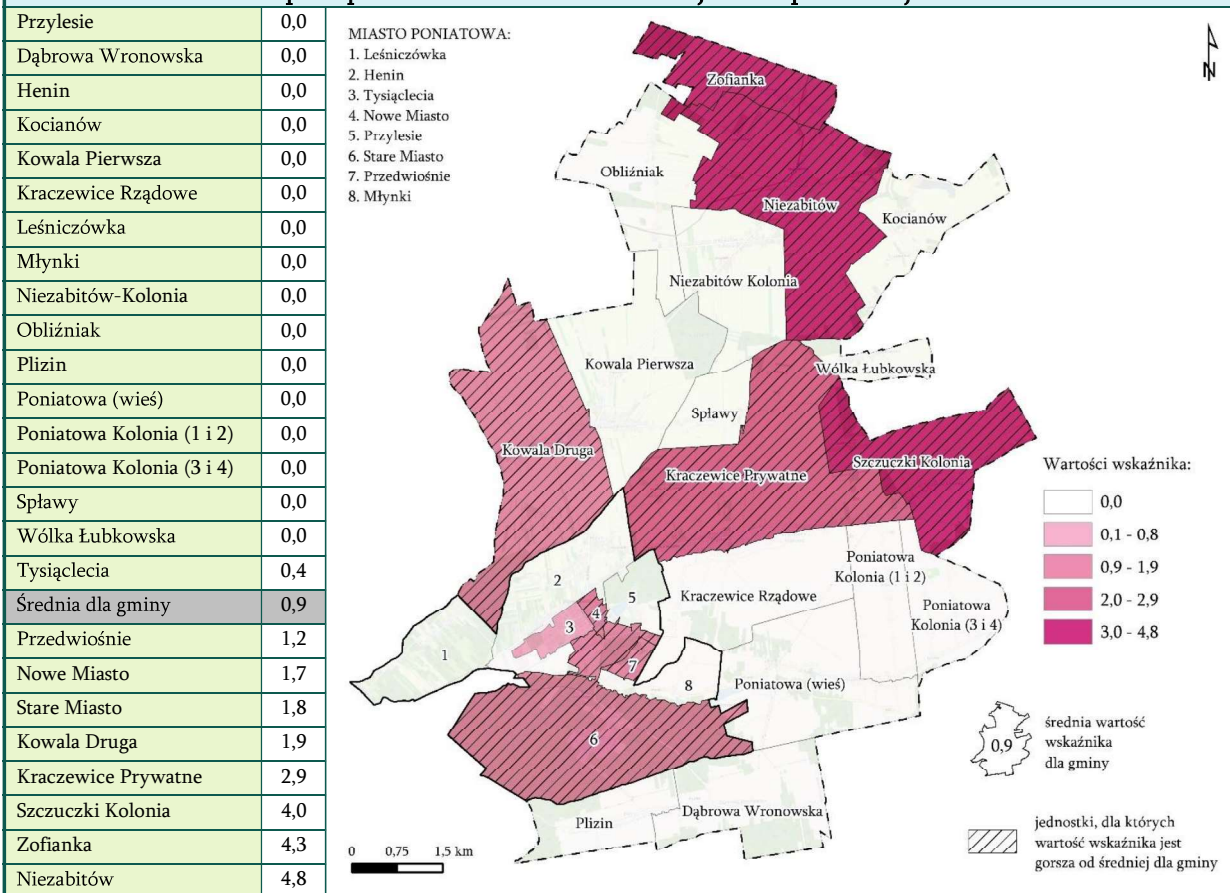 Przylesie 0,0
Dąbrowa Wronowska 0,0
Henin 0,0
Kocianów 0,0
Kowala Pierwsza 0,0
Kraczewice Rządowe 0,0
Leśniczówka 0,0
Młynki 0,0
Niezabitów-Kolonia 0,0
Obliźniak 0,0
Plizin 0,0
Poniatowa (wieś) 0,0
Poniatowa Kolonia (1 i 2) 0,0
Poniatowa Kolonia (3 i 4) 0,0
Spławy 0,0
Wólka Łubkowska 0,0
Tysiąclecia 0,4
Średnia dla gminy 0,9
Przedwiośnie 1,2
Nowe Miasto 1,7
Stare Miasto 1,8
Kowala Druga 1,9
Kraczewice Prywatne 2,9
Szczuczki Kolonia 4,0
Zofianka 4,3
Niezabitów 4,8
MIASTO PONIATOWA:
1. Leśniczówka
2. Henin
3. Tysiąclecia
4. Nowe Miasto
5. Przylesie
6. Stare Miasto
7. Przedwiośnie
8. Młynki
N
Zofianka
Obliźniak
Niezabitów
Kocianów
Niezabitów Kolonia
Kowala Pierwsza
Wólka Łubkowska
Spławy
Kowala Druga
Kraczewice Prywatne
Szczuczki Kolonia
Poniatowa
Kolonia (1 i 2)
Kraczewice Rządowe
Poniatowa
Kolonia (3 i 4)
Poniatowa (wieś)
1
2
3
4
5
6
7
8
Dąbrowa Wronowska
Plizin
0 0,75 1,5 km
Wartości wskaźnika:
0,0
0,1 - 0,8
0,9 - 1,9
2,0 - 2,9
3,0 - 4,8
0,9
średnia wartość
wskaźnika
dla gminy
jednostki, dla których
wartość wskaźnika jest
gorsza od średniej dla gminy